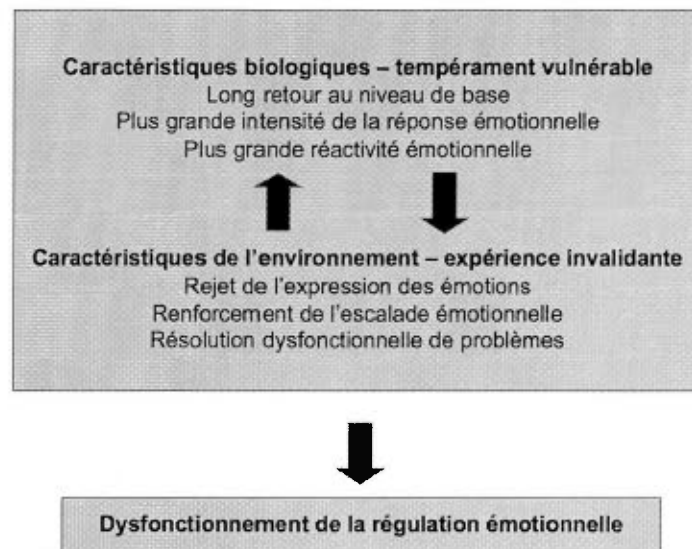 Caractéristiques biologiques – tempérament vulnérable
Long retour au niveau de base
Plus grande intensité de la réponse émotionnelle
Plus grande réactivité émotionnelle
Caractéristiques de l'environnement – expérience invalidante
Rejet de l'expression des émotions
Renforcement de l'escalade émotionnelle
Résolution dysfonctionnelle de problèmes
Dysfonctionnement de la régulation émotionnelle